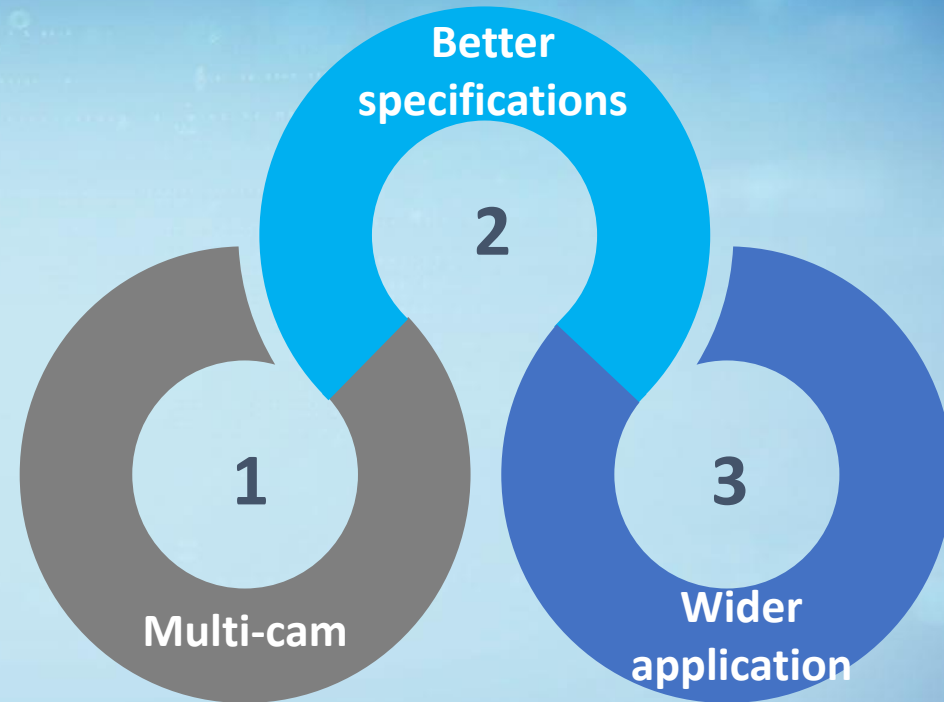 Better
specifications
2
1
3
Multi-cam
Wider
application